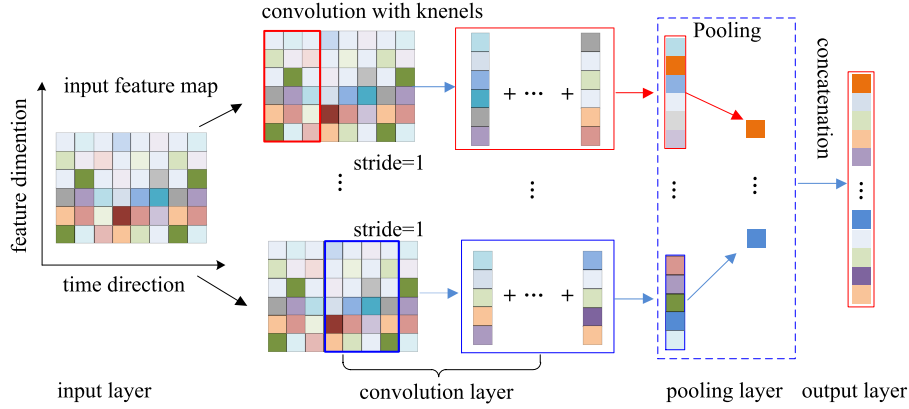 convolution with knenels
Pooling
concatenation
input feature map
feature dimention
time direction
stride=1
stride=1
+ ... +
+ ... +
input layer
convolution layer
pooling layer
output layer